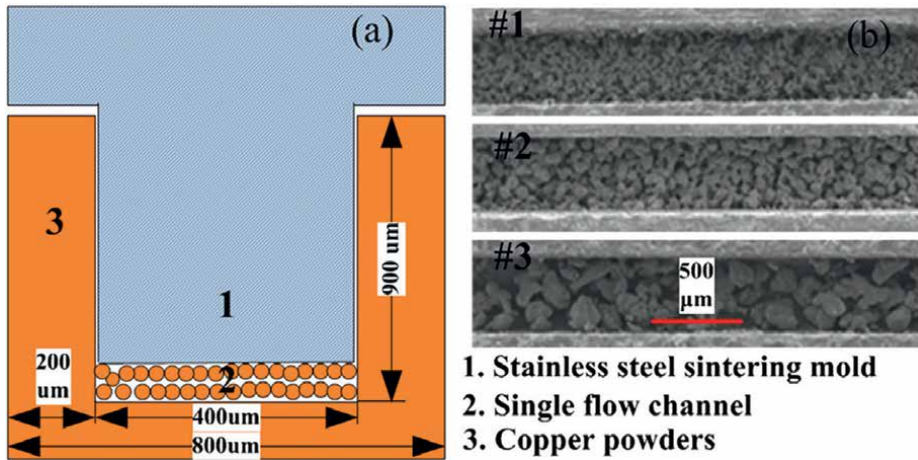 (a)
3
1
2
900 um
200
um
400um
800um
#1
(b)
#2
#3
500
µm
1. Stainless steel sintering mold
2. Single flow channel
3. Copper powders